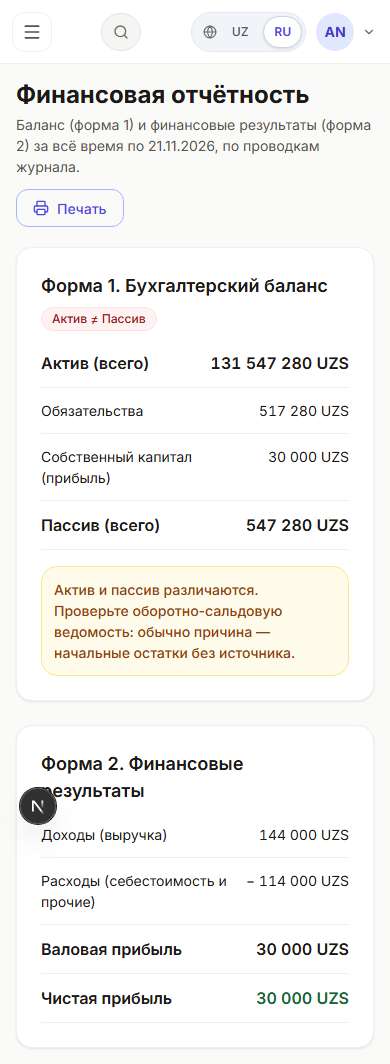 UZ
RU
AN
Финансовая отчётность
Баланс (форма 1) и финансовые результаты (форма
2) за всё время по 21.11.2026, по проводкам
журнала.
Печать
Форма 1. Бухгалтерский баланс
Актив ≠ Пассив
Актив (всего) 131 547 280 UZS
Обязательства 517 280 UZS
Собственный капитал 30 000 UZS
(прибыль)
Пассив (всего) 547 280 UZS
Актив и пассив различаются.
Проверьте оборотно-сальдовую
ведомость: обычно причина —
начальные остатки без источника.
Форма 2. Финансовые
результаты
N
Доходы (выручка) 144 000 UZS
Расходы (себестоимость и − 114 000 UZS
прочие)
Валовая прибыль 30 000 UZS
Чистая прибыль 30 000 UZS